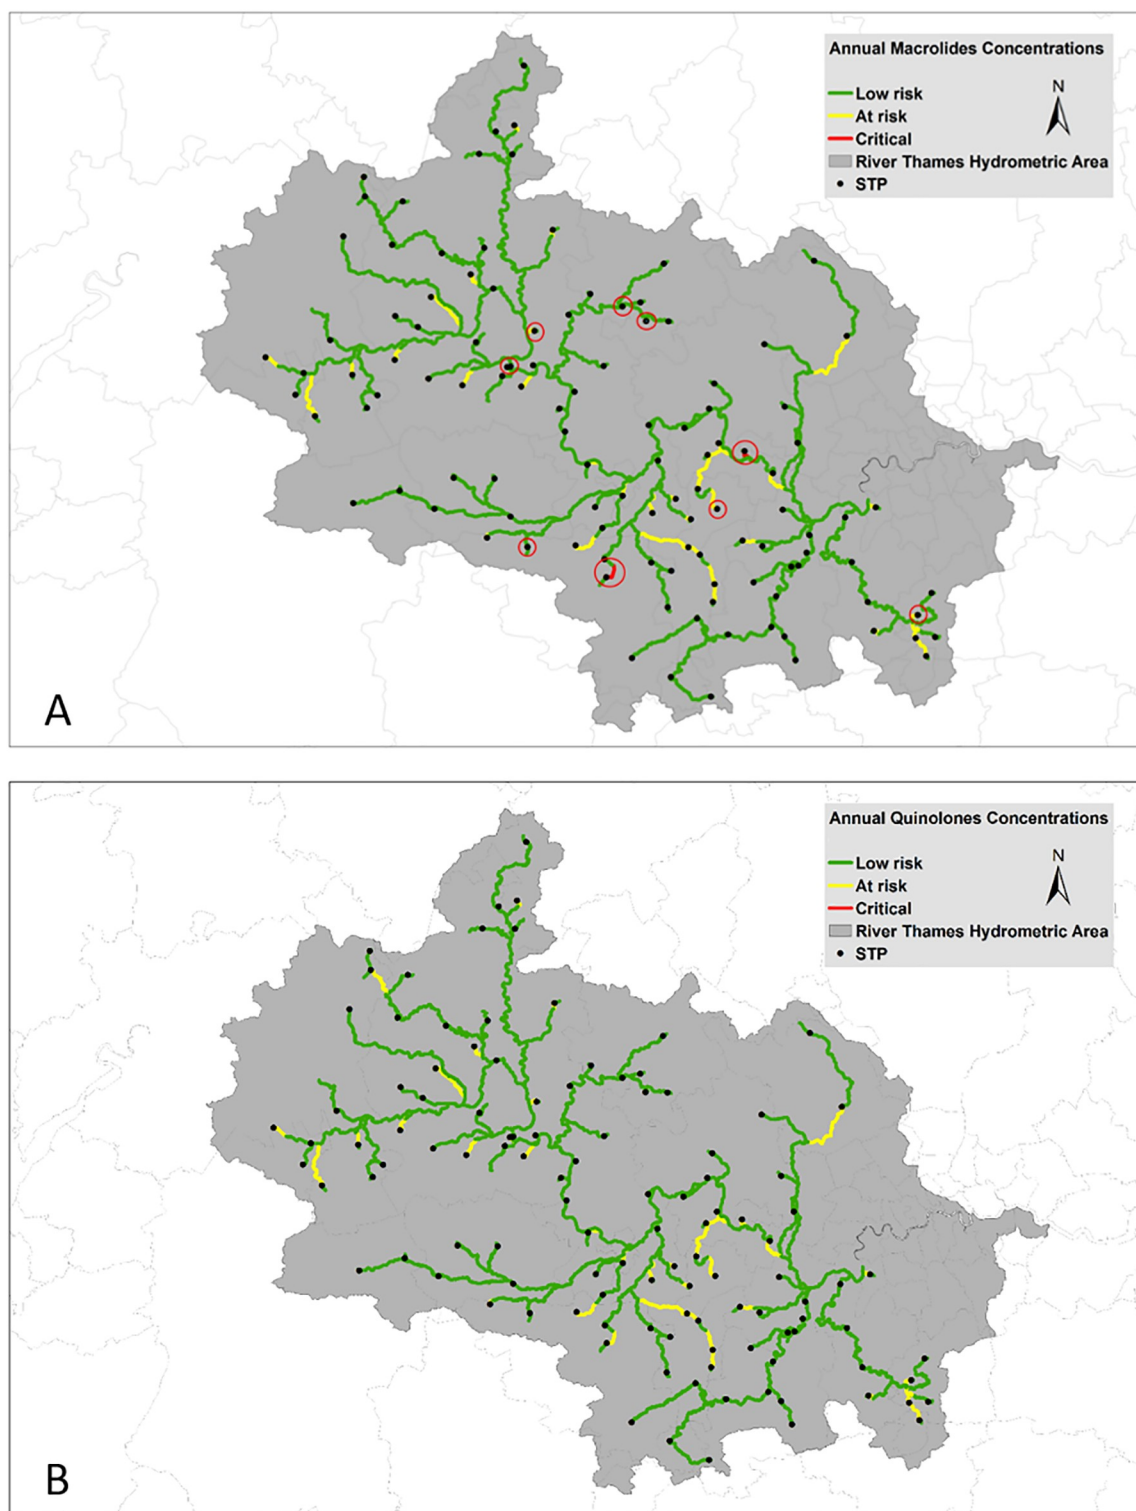 Annual Macrolides Concentrations
N
Low risk
At risk
Critical
River Thames Hydrometric Area
STP
A
Annual Quinolones Concentrations
N
Low risk
At risk
Critical
River Thames Hydrometric Area
STP
B